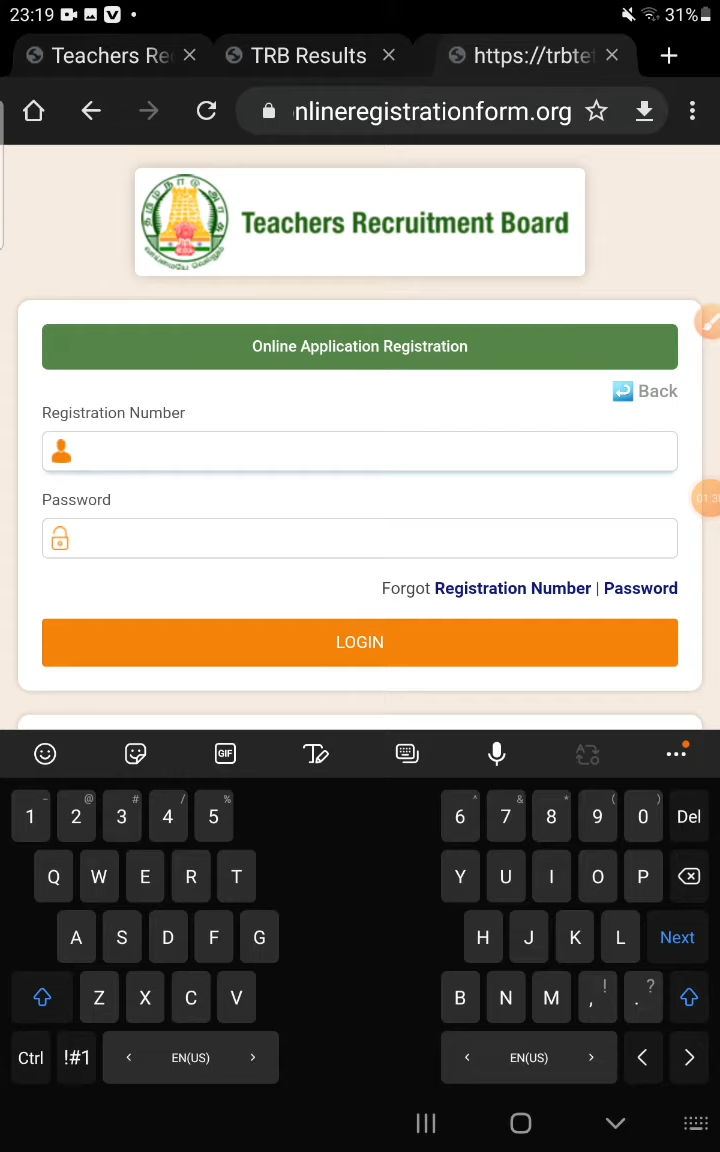 23:19
31%
Teachers Re
TRB Results
https://trbtet
nlineregistrationform.org
Teachers Recruitment Board
Online Application Registration
Back
Registration Number
Password
Forgot Registration Number | Password
LOGIN
GIF
1 2 3 4 5 6 7 8 9 0 Del
Q W E R T Y U I O P
A S D F G H J K L Next
Z X C V B N M , ! . ?
Ctrl !#1 < EN(US) > < EN(US) > < >